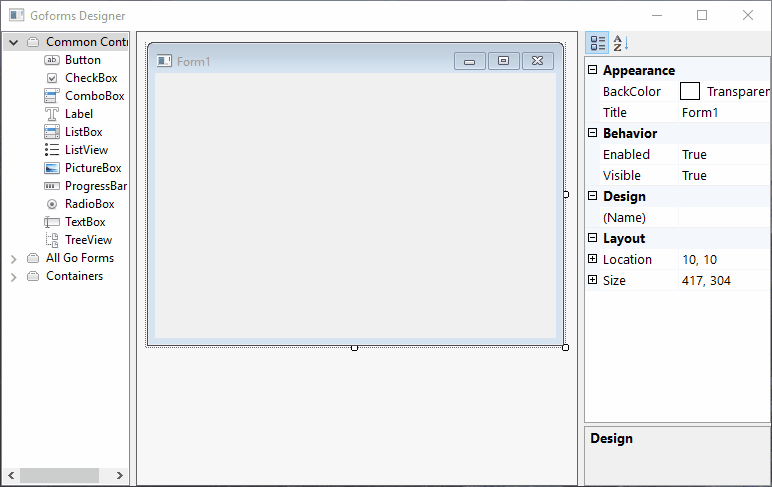 Goforms Designer
Common Contr
Button
CheckBox
ComboBox
Label
ListBox
ListView
PictureBox
ProgressBar
RadioBox
TextBox
TreeView
All Go Forms
Containers
Form1
Appearance
BackColor Transparen
Title Form1
Behavior
Enabled True
Visible True
Design
(Name)
Layout
Location 10, 10
Size 417, 304
Design